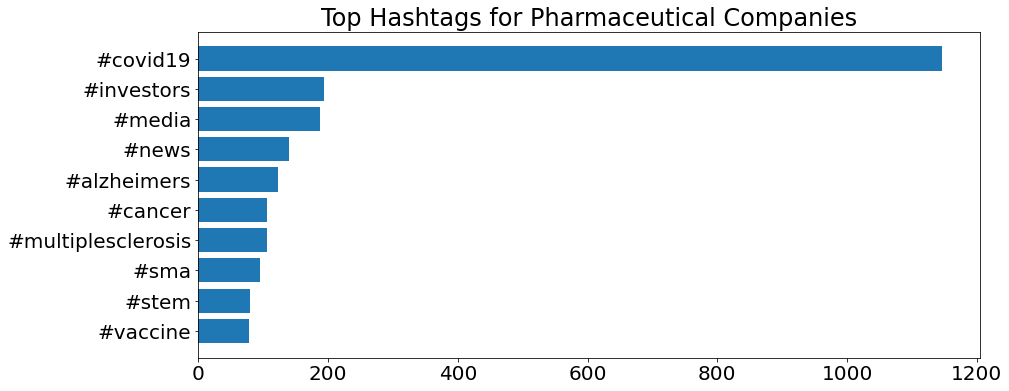 Top Hashtags for Pharmaceutical Companies
#covid19
#investors
#media
#news
#alzheimers
#cancer
#multiplesclerosis
#sma
#stem
#vaccine
0 200 400 600 800 1000 1200